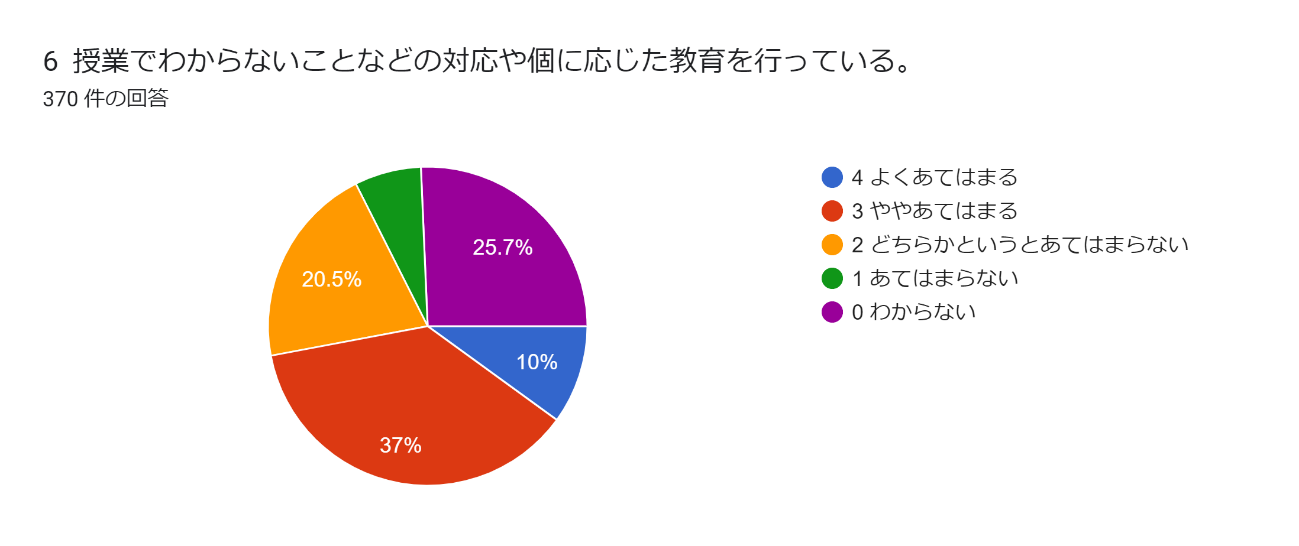 6 授業でわからないことなどの対応や個に応じた教育を行っている。
370 件の回答
4 よくあてはまる
3 ややあてはまる
2 どちらかというとあてはまらない
1 あてはまらない
0 わからない
25.7%
20.5%
10%
37%